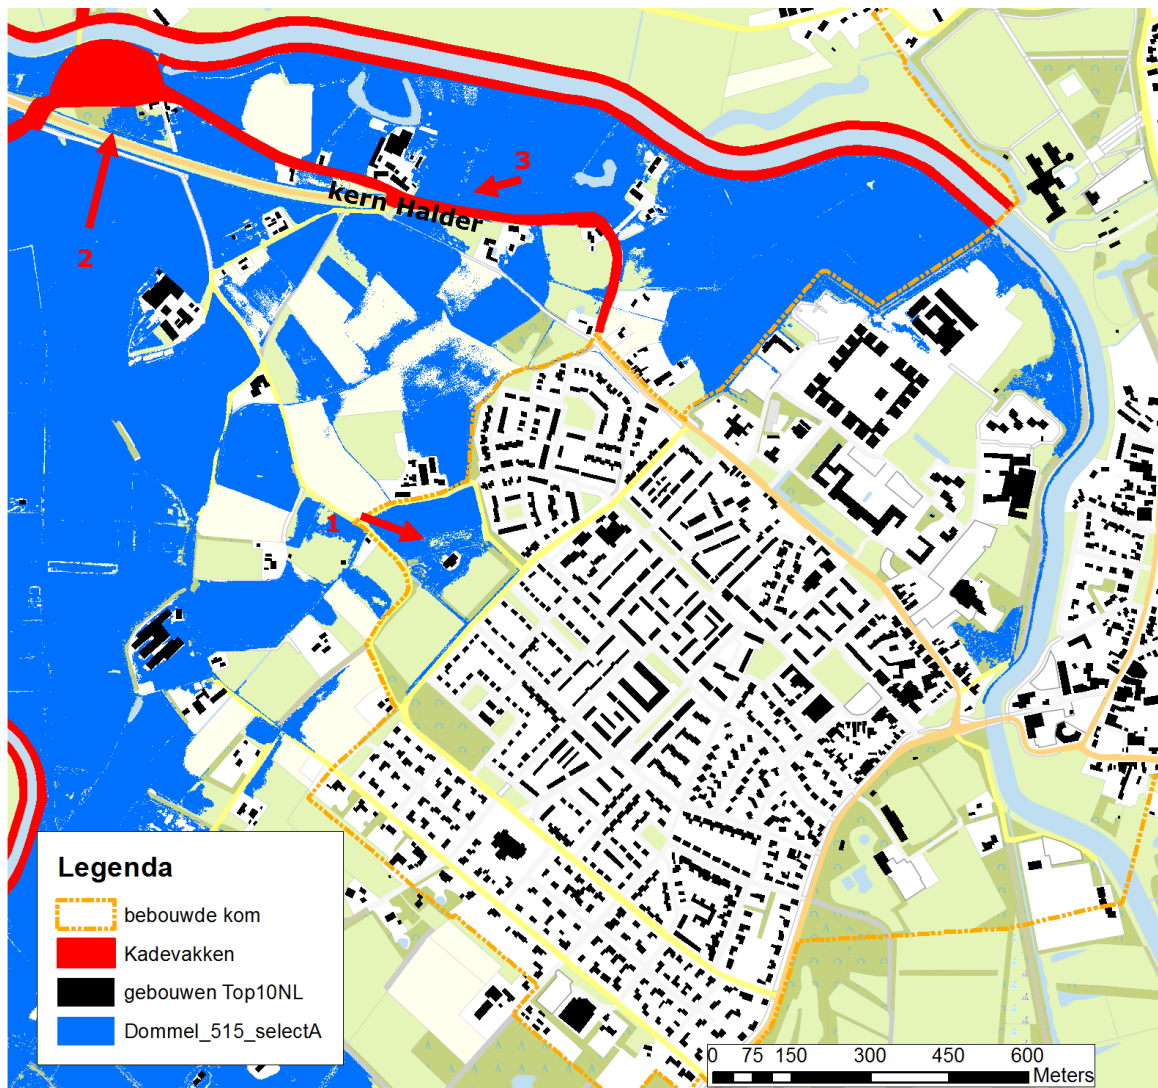 3
kern Halder
2
1
Legenda
bebouwde kom
Kadevakken
gebouwen Top10NL
Dommel_515_selectA
0 75 150 300 450 600
Meters